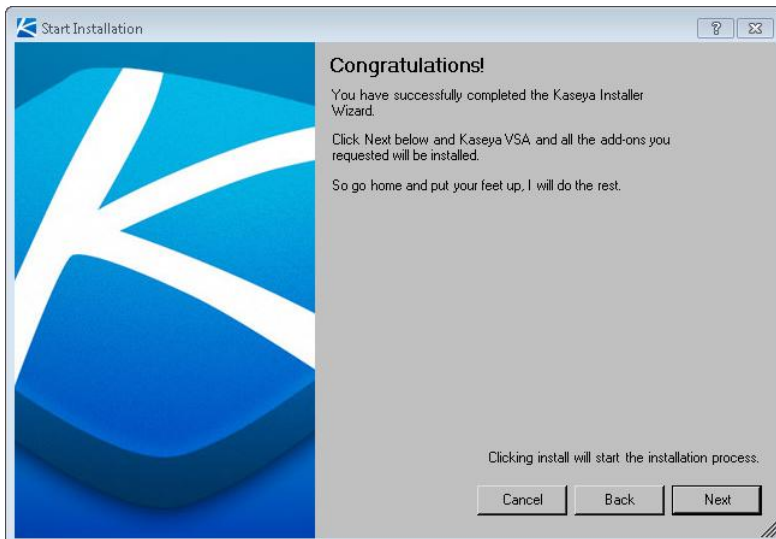 Start Installation
Congratulations!
You have successfully completed the Kaseya Installer
Wizard.
Click Next below and Kaseya VSA and all the add-ons you
requested will be installed.
So go home and put your feet up, I will do the rest.
Clicking install will start the installation process.
Cancel Back Next